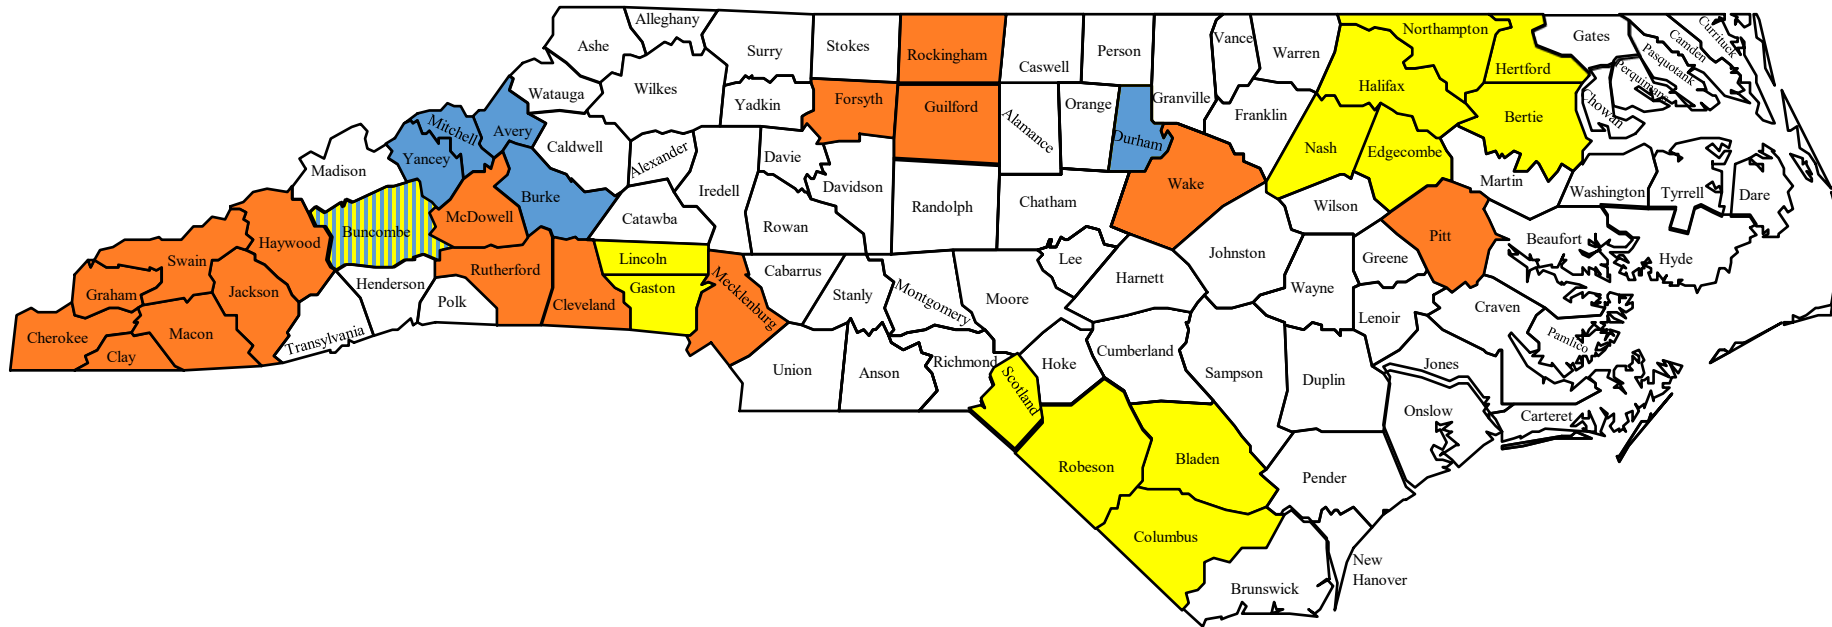 Alleghany
Ashe
Surry
Stokes
Rockingham
Caswell
Person
Vance
Warren
Northampton
Gates
Currituck
Camden
Pasquotank
Perquimans
Hertford
Halifax
Watauga
Wilkes
Yadkin
Forsyth
Guilford
Alamance
Orange
Granville
Durham
Franklin
Bertie
Chowan
Mitchell
Avery
Caldwell
Alexander
Davie
Nash
Edgecombe
Yancey
Madison
Iredell
Davidson
Wake
Martin
Washington
Tyrrell
Dare
Burke
McDowell
Catawba
Rowan
Randolph
Chatham
Wilson
Buncombe
Haywood
Swain
Lincoln
Johnston
Pitt
Beaufort
Hyde
Greene
Lee
Rutherford
Mecklenburg
Cabarrus
Harnett
Henderson
Gaston
Jackson
Graham
Polk
Cleveland
Stanly
Montgomery
Moore
Wayne
Craven
Lenoir
Pamlico
Cherokee
Macon
Clay
Transylvania
Union
Anson
Richmond
Scotland
Hoke
Cumberland
Sampson
Duplin
Jones
Onslow
Carteret
Robeson
Bladen
Pender
Columbus
New
Hanover
Brunswick